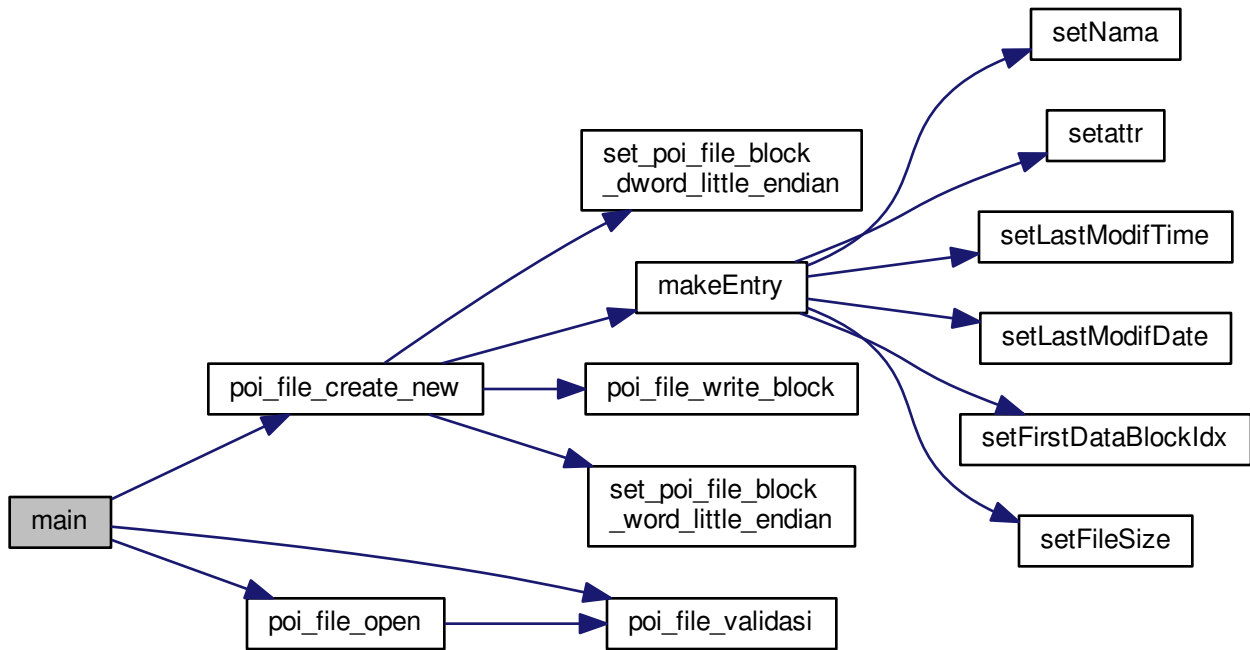 setNama
setattr
set_poi_file_block
_dword_little_endian
setLastModifTime
makeEntry
setLastModifDate
poi_file_create_new
poi_file_write_block
setFirstDataBlockIdx
set_poi_file_block
_word_little_endian
main
setFileSize
poi_file_open
poi_file_validasi